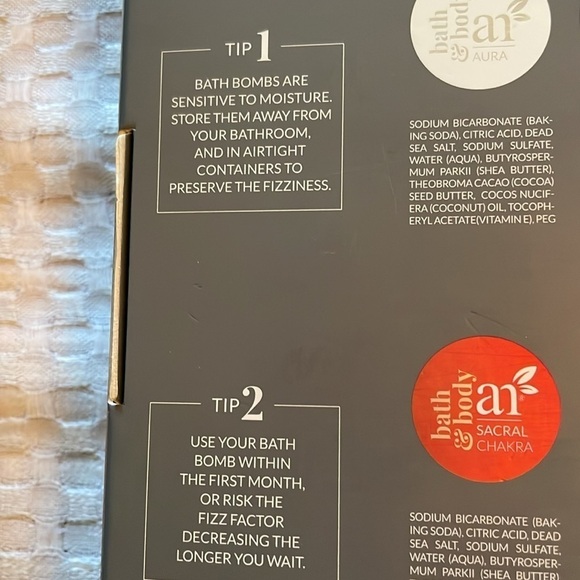 TIP 1
BATH BOMBS ARE
SENSITIVE TO MOISTURE.
STORE THEM AWAY FROM
YOUR BATHROOM,
AND IN AIRTIGHT
CONTAINERS TO
PRESERVE THE FIZZINESS.
bath
& body
an
AURA
SODIUM BICARBONATE (BAK-
ING SODA), CITRIC ACID, DEAD
SEA SALT, SODIUM SULFATE,
WATER (AQUA), BUTYROSPER-
MUM PARKII (SHEA BUTTER),
THEOBROMA CACAO (COCOA)
SEED BUTTER, COCOS NUCIF-
ERA (COCONUT) OIL, TOCOPH-
ERYL ACETATE(VITAMIN E), PEG
TIP 2
USE YOUR BATH
BOMB WITHIN
THE FIRST MONTH,
OR RISK THE
FIZZ FACTOR
DECREASING THE
LONGER YOU WAIT.
bath
& body
an
SACRAL
CHAKRA
SODIUM BICARBONATE (BAK-
ING SODA), CITRIC ACID, DEAD
SEA SALT, SODIUM SULFATE,
WATER (AQUA), BUTYROSPER-
MUM PARKII (SHEA BUTTER)